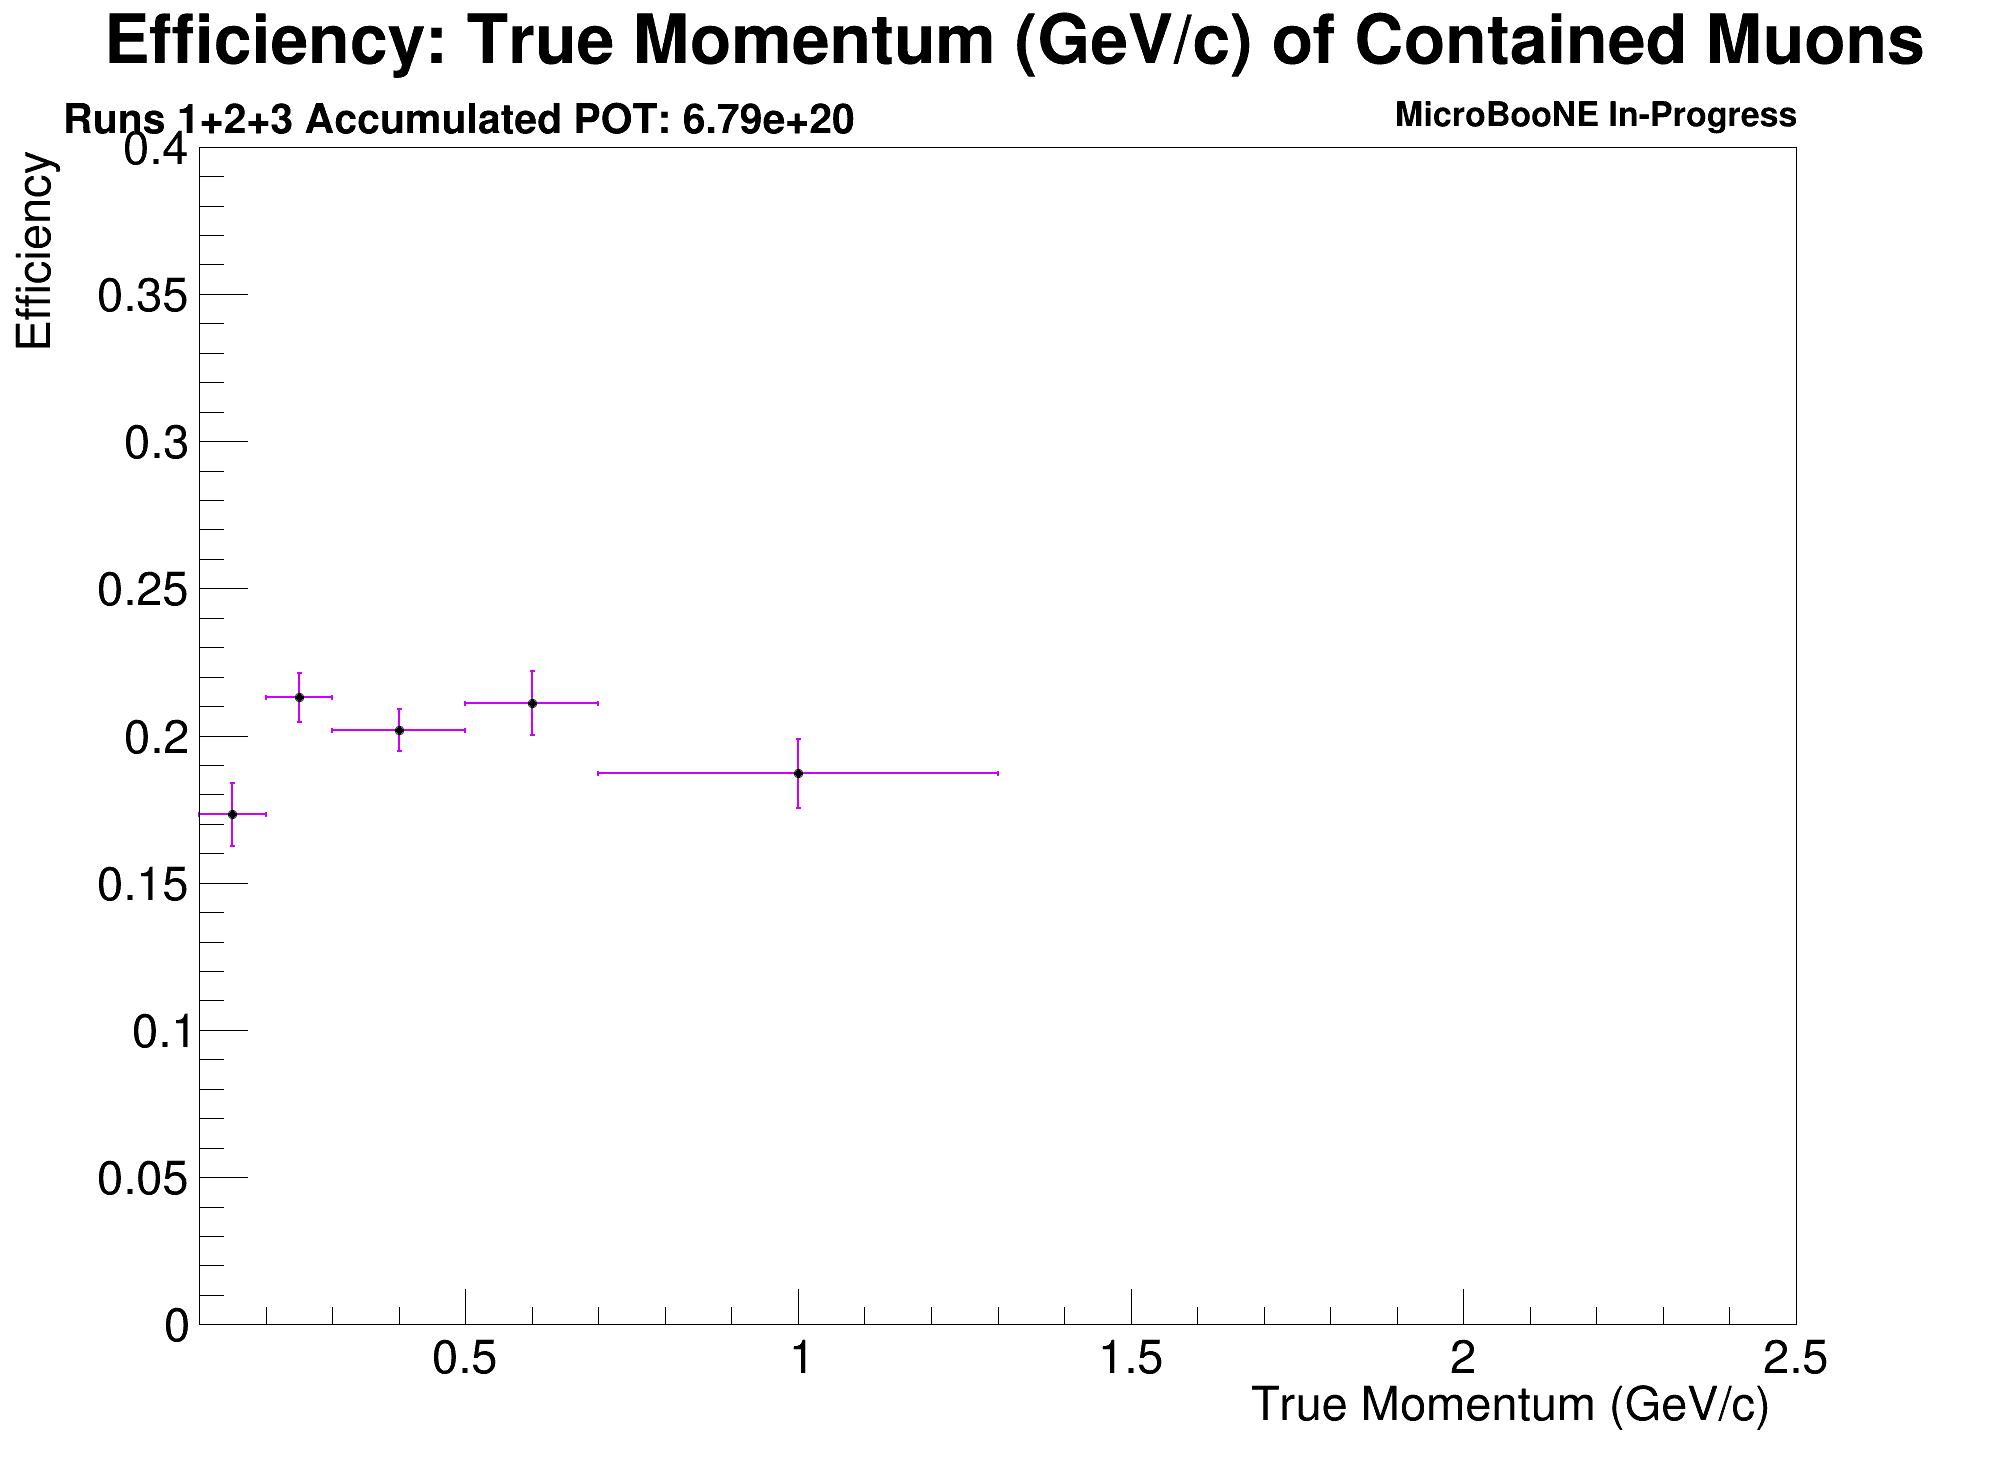 Efficiency: True Momentum (GeV/c) of Contained Muons
Runs 1+2+3 Accumulated POT: 6.79e+20
MicroBooNE In-Progress
Efficiency
0.4
0.35
0.3
0.25
0.2
0.15
0.1
0.05
0
0.5 1 1.5 2 2.5
True Momentum (GeV/c)